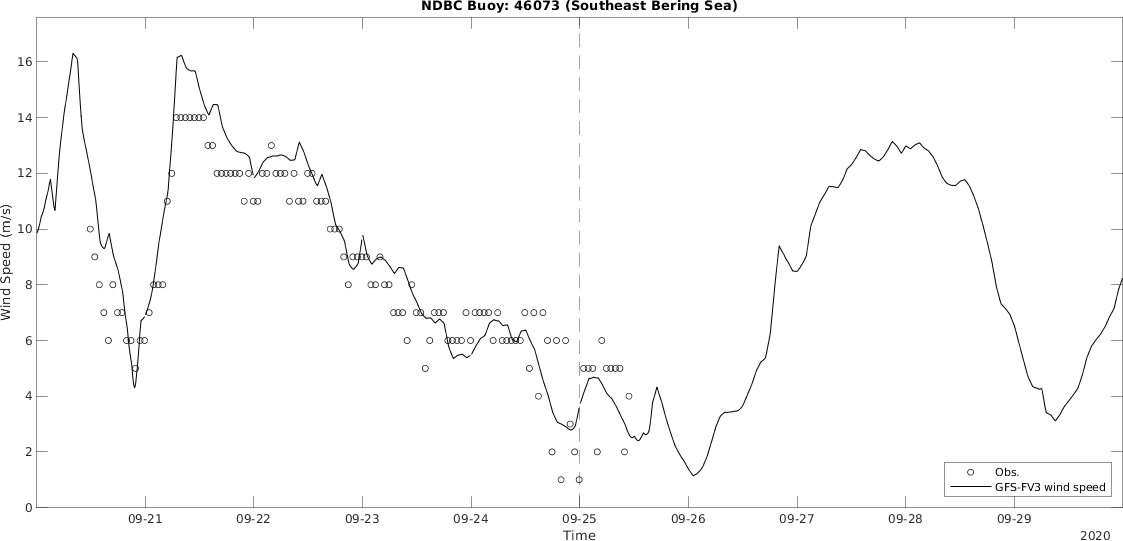 NDBC Buoy: 46073 (Southeast Bering Sea)
Wind Speed (m/s)
16
14
12
10
8
6
4
2
0
09-21 09-22 09-23 09-24 09-25 09-26 09-27 09-28 09-29
Time
2020
Obs.
GFS-FV3 wind speed